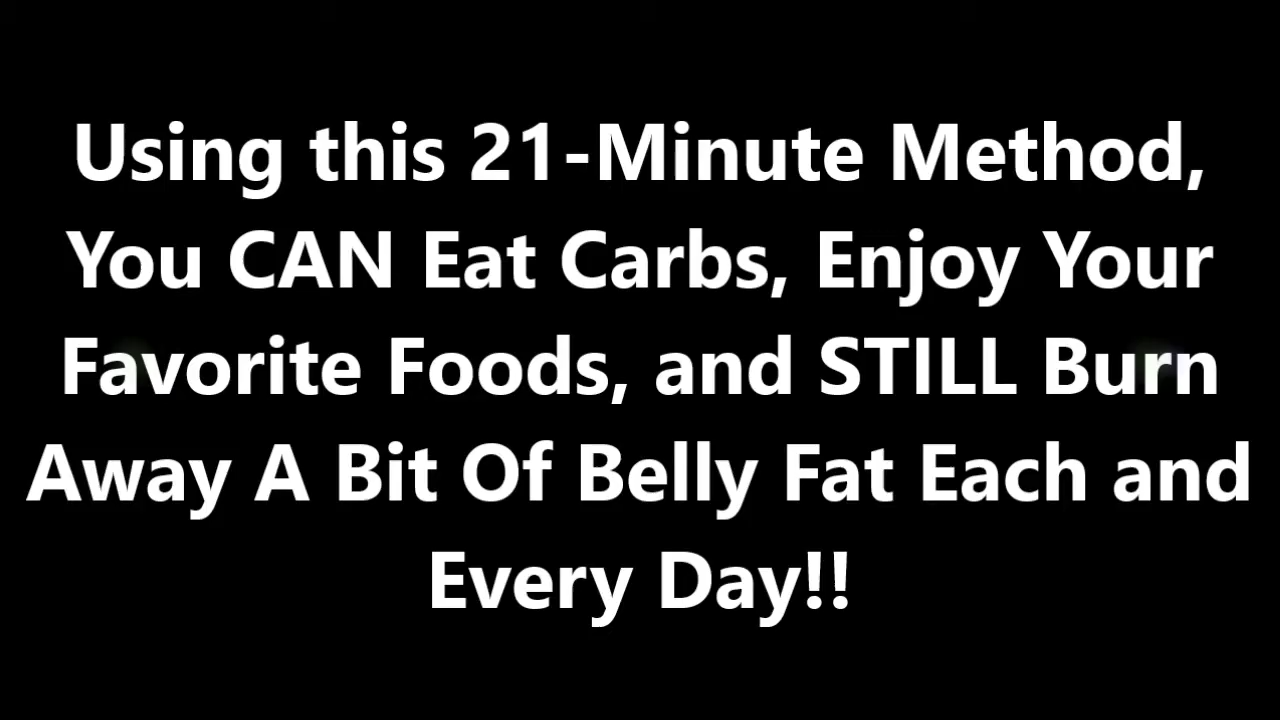 Using this 21-Minute Method,
You CAN Eat Carbs, Enjoy Your
Favorite Foods, and STILL Burn
Away A Bit Of Belly Fat Each and
Every Day!!